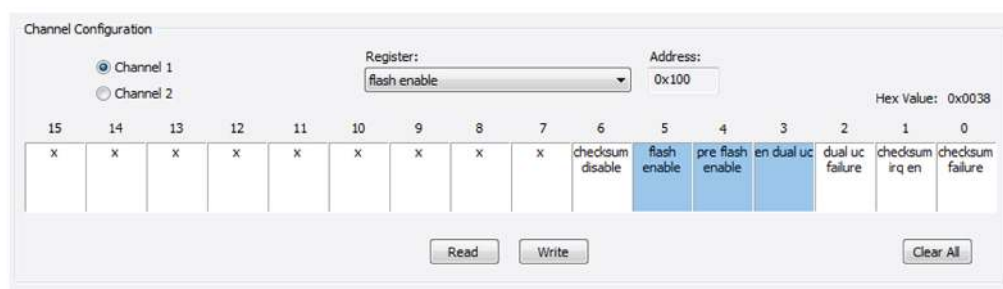 Channel Configuration
Channel 1
Channel 2
Register:
flash enable
Address:
0x100
Hex Value: 0x0038
15 14 13 12 11 10 9 8 7 6 5 4 3 2 1 0
x x x x x x x x x checksum disable flash enable pre flash enable en dual uc dual uc failure checksum irq en checksum failure
Read Write Clear All